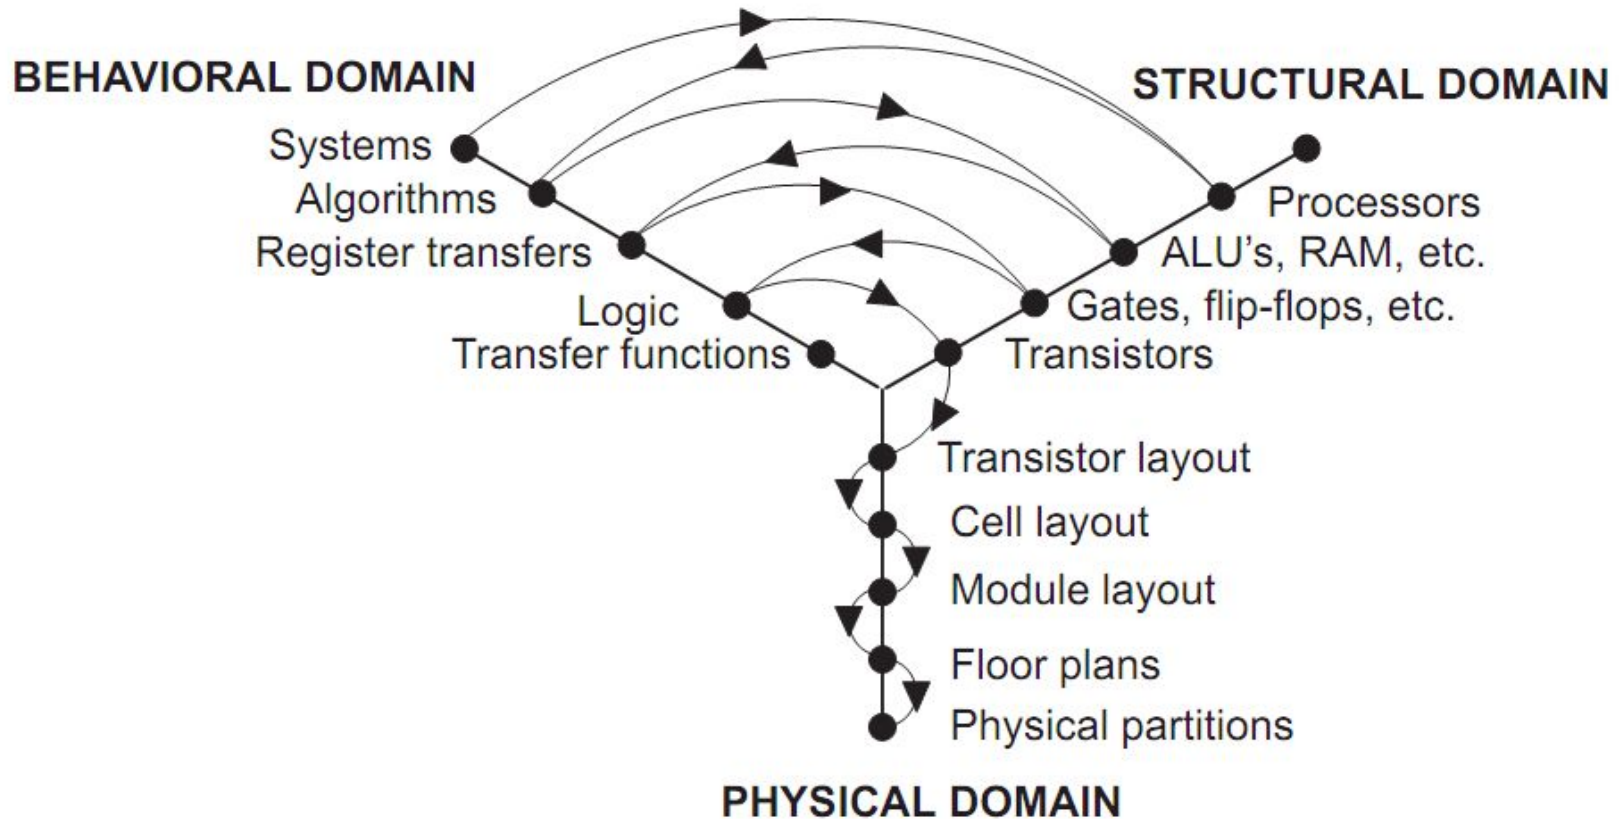 BEHAVIORAL DOMAIN
STRUCTURAL DOMAIN
Systems
Algorithms
Register transfers
Logic
Transfer functions
Processors
ALU's, RAM, etc.
Gates, flip-flops, etc.
Transistors
Transistor layout
Cell layout
Module layout
Floor plans
Physical partitions
PHYSICAL DOMAIN